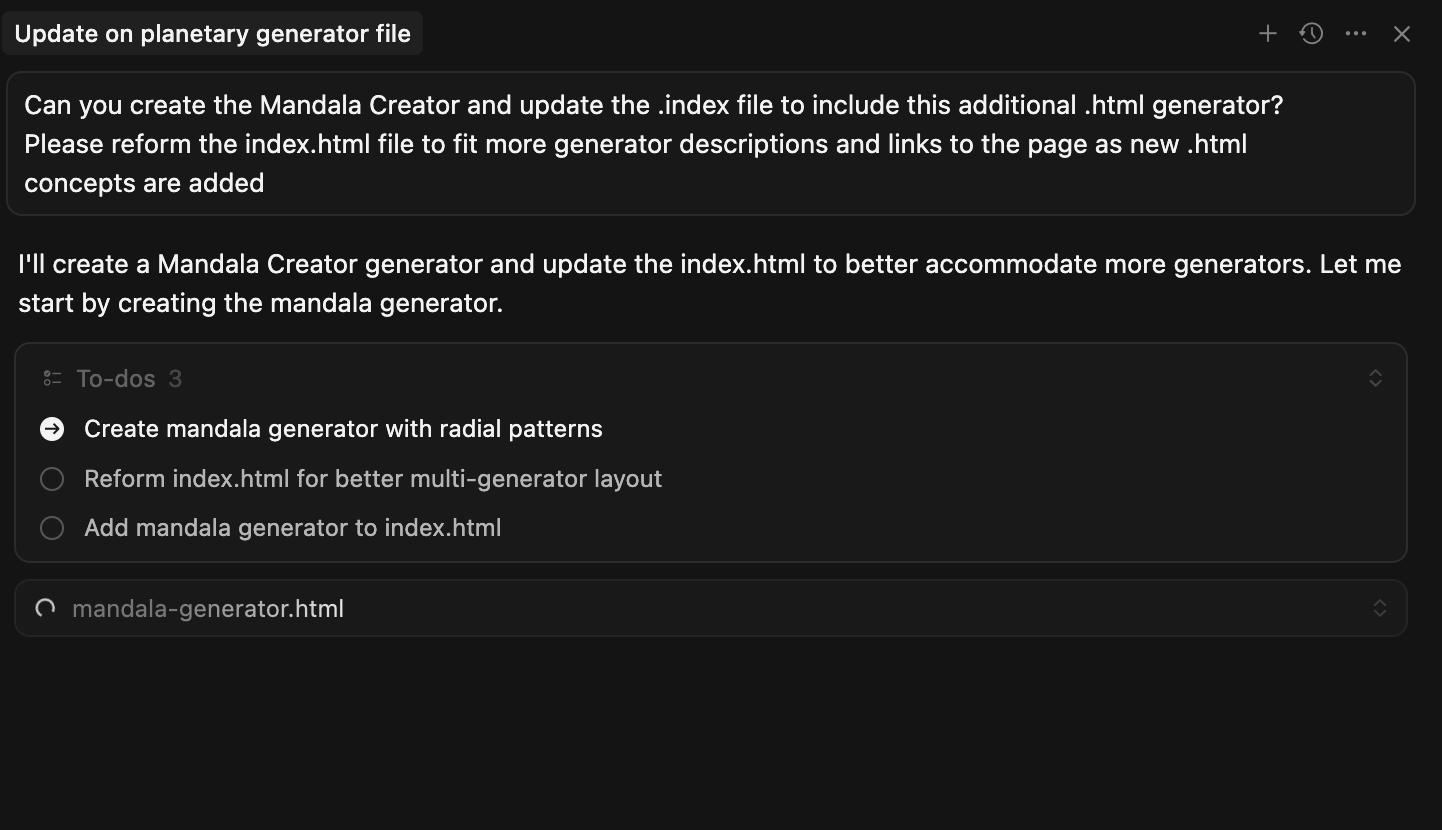 Update on planetary generator file
Can you create the Mandala Creator and update the .index file to include this additional .html generator?
Please reform the index.html file to fit more generator descriptions and links to the page as new .html
concepts are added
I'll create a Mandala Creator generator and update the index.html to better accommodate more generators. Let me
start by creating the mandala generator.
To-dos 3
Create mandala generator with radial patterns
Reform index.html for better multi-generator layout
Add mandala generator to index.html
mandala-generator.html